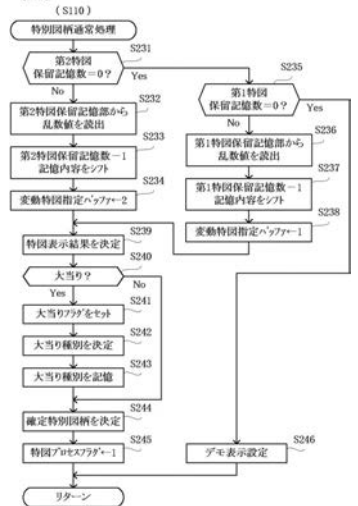 (S110)
特別図柄通常処理
S231
第2特図
保留記憶数=0?
Yes
No
S232
第2特図保留記憶部から
乱数値を読出
S233
第2特図保留記憶数−1
記憶内容をシフト
S234
変動特図指定バッファ←2
S235
第1特図
保留記憶数=0?
Yes
No
S236
第1特図保留記憶部から
乱数値を読出
S237
第1特図保留記憶数−1
記憶内容をシフト
S238
変動特図指定バッファ←1
S239
特図表示結果を決定
S240
大当り?
No
Yes
S241
大当りフラグをセット
S242
大当り種別を決定
S243
大当り種別を記憶
S244
確定特別図柄を決定
S245
特図プロセスフラグ←1
S246
デモ表示設定
リターン